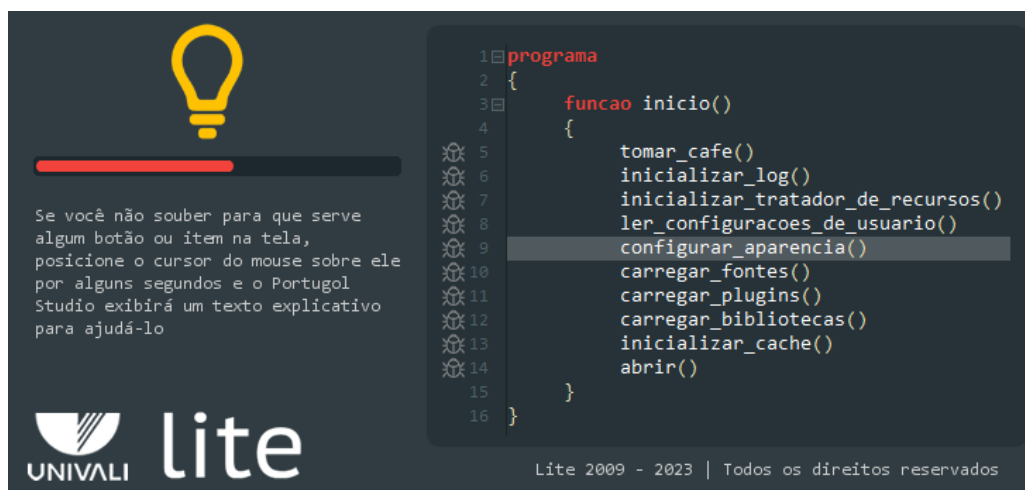 Se você não souber para que serve
algum botão ou item na tela,
posicione o cursor do mouse sobre ele
por alguns segundos e o Portugol
Studio exibirá um texto explicativo
para ajudá-lo
UNIVALI
lite
1 programa
2 {
3 funcao inicio()
4 {
5 tomar_cafe()
6 inicializar_log()
7 inicializar_tratador_de_recursos()
8 ler_configuracoes_de_usuario()
9 configurar_aparencia()
10 carregar_fontes()
11 carregar_plugins()
12 carregar_bibliotecas()
13 inicializar_cache()
14 abrir()
15 }
16 }
Lite 2009 - 2023 | Todos os direitos reservados